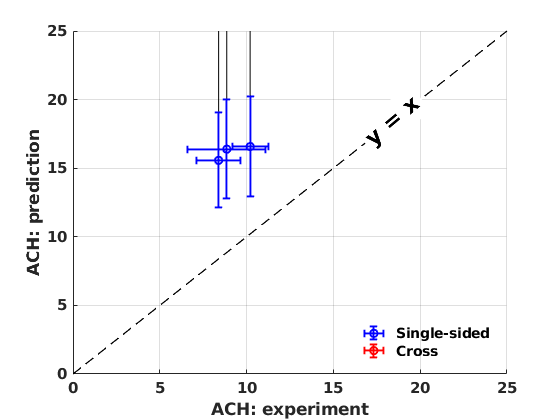 25
20
15
10
5
0
0 5 10 15 20 25
ACH: prediction
ACH: experiment
y = x
Single-sided
Cross